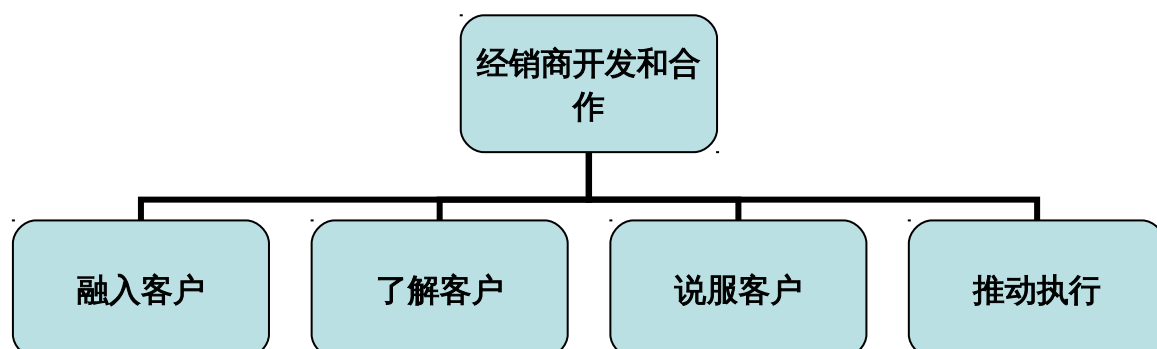 经销商开发和合
作
融入客户
了解客户
说服客户
推动执行